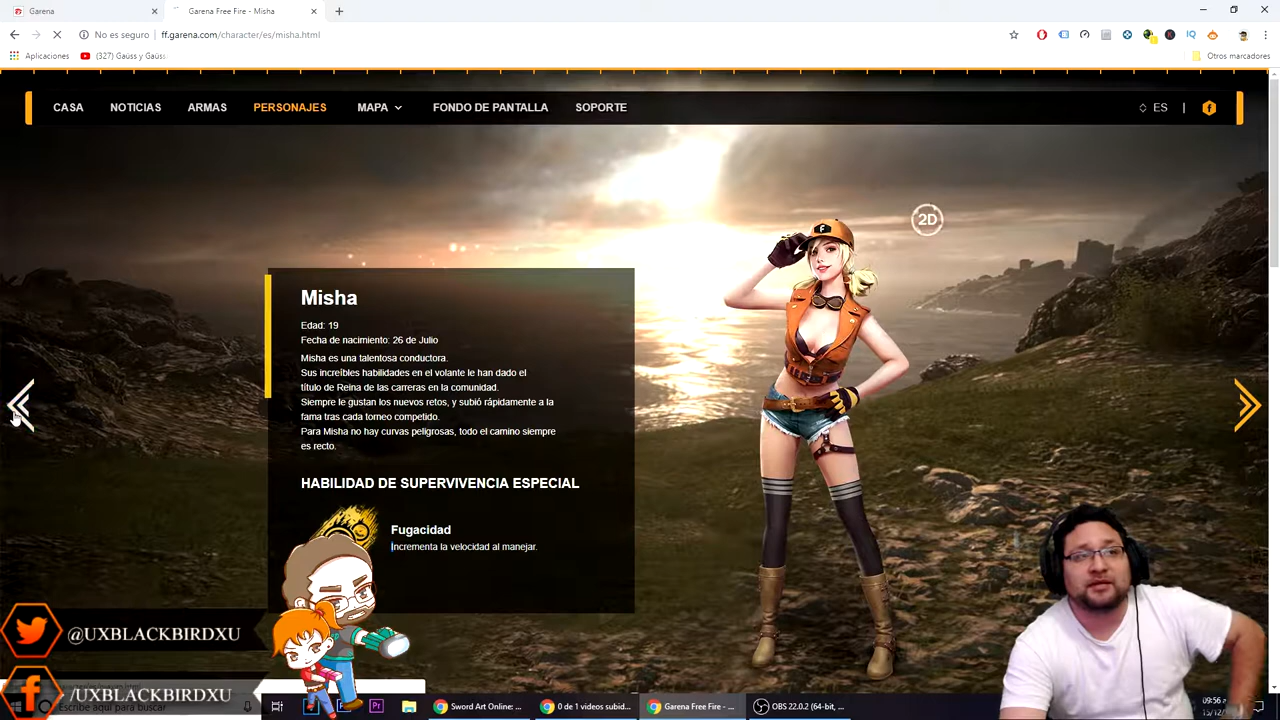 Garena
Garena Free Fire - Misha
No es seguro
ff.garena.com/character/es/misha.html
IQ
Aplicaciones
(327) Gaüss y Gaüss
Otros marcadores
CASA
NOTICIAS
ARMAS
PERSONAJES
MAPA
FONDO DE PANTALLA
SOPORTE
ES
|
2D
Misha
Edad: 19
Fecha de nacimiento: 26 de Julio
Misha es una talentosa conductora.
Sus increíbles habilidades en el volante le han dado el
título de Reina de las carreras en la comunidad.
Siempre le gustan los nuevos retos, y subió rápidamente a la
fama tras cada torneo competido.
Para Misha no hay curvas peligrosas, todo el camino siempre
es recto.
HABILIDAD DE SUPERVIVENCIA ESPECIAL
Fugacidad
Incrementa la velocidad al manejar.
@UXBLACKBIRDXU
/UXBLACKBIRDXU
Escribe aquí para buscar
Pr
Sword Art Online: ...
0 de 1 videos subid...
Garena Free Fire - ...
OBS 22.0.2 (64-bit, ...
09:56 a